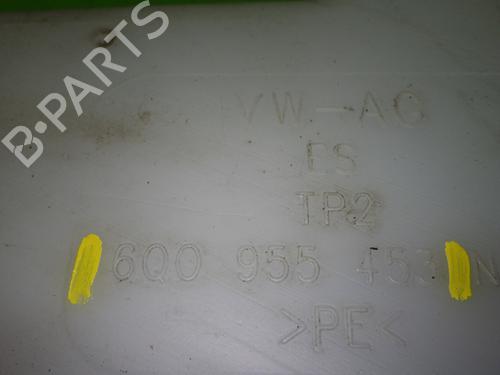 B-PARTS
VW-AG
ES
TP2
6Q0 955 453 N
>PE<